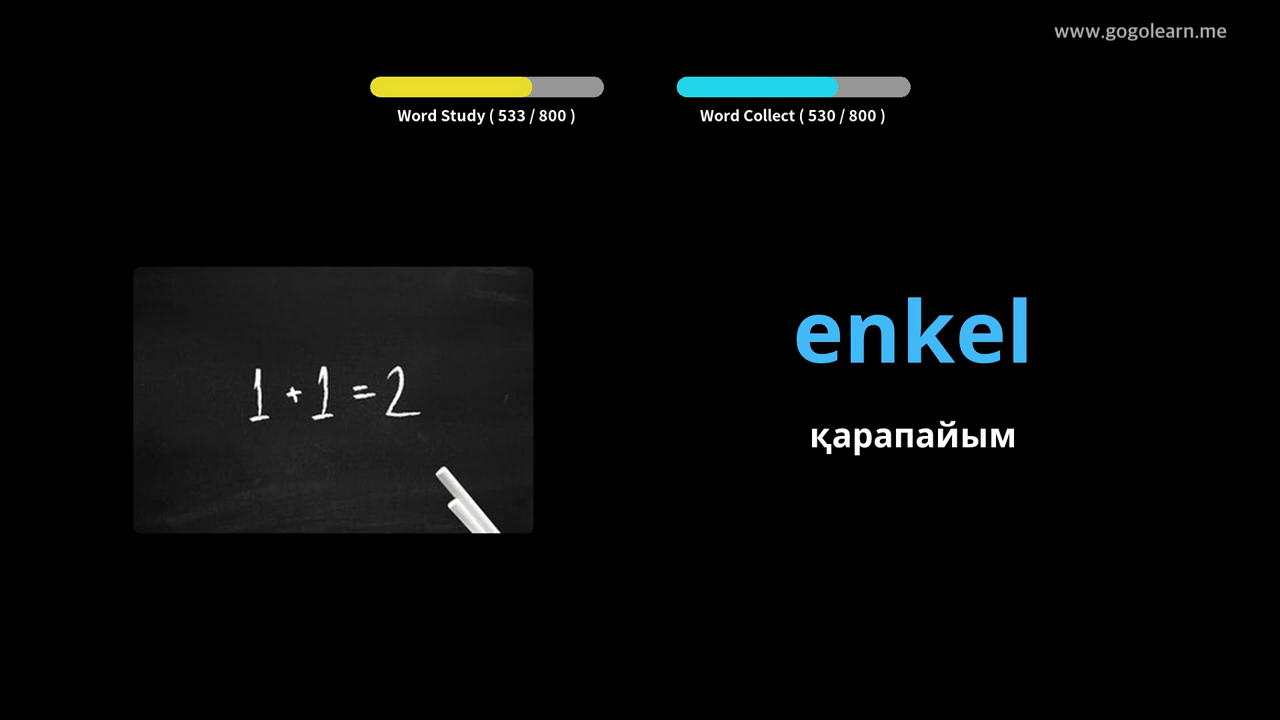 www.gogolearn.me
Word Study ( 533 / 800 )
Word Collect ( 530 / 800 )
1 + 1 = 2
enkel
қарапайым